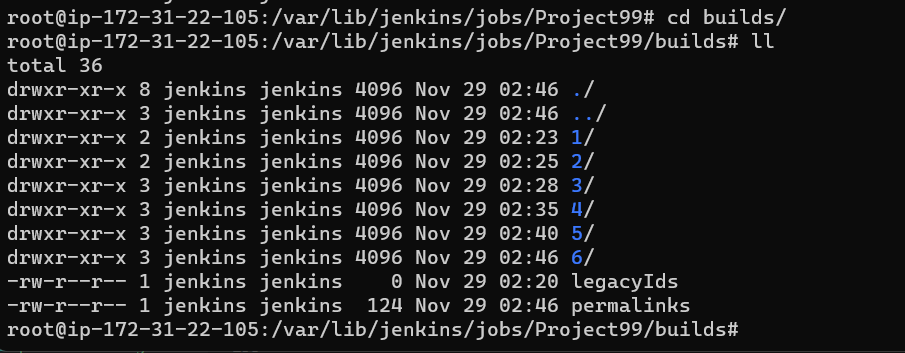 root@ip-172-31-22-105:/var/lib/jenkins/jobs/Project99# cd builds/
root@ip-172-31-22-105:/var/lib/jenkins/jobs/Project99/builds# ll
total 36
drwxr-xr-x 8 jenkins jenkins 4096 Nov 29 02:46 ./
drwxr-xr-x 3 jenkins jenkins 4096 Nov 29 02:46 ../
drwxr-xr-x 2 jenkins jenkins 4096 Nov 29 02:23 1/
drwxr-xr-x 2 jenkins jenkins 4096 Nov 29 02:25 2/
drwxr-xr-x 3 jenkins jenkins 4096 Nov 29 02:28 3/
drwxr-xr-x 3 jenkins jenkins 4096 Nov 29 02:35 4/
drwxr-xr-x 3 jenkins jenkins 4096 Nov 29 02:40 5/
drwxr-xr-x 3 jenkins jenkins 4096 Nov 29 02:46 6/
-rw-r--r-- 1 jenkins jenkins    0 Nov 29 02:20 legacyIds
-rw-r--r-- 1 jenkins jenkins  124 Nov 29 02:46 permalinks
root@ip-172-31-22-105:/var/lib/jenkins/jobs/Project99/builds#